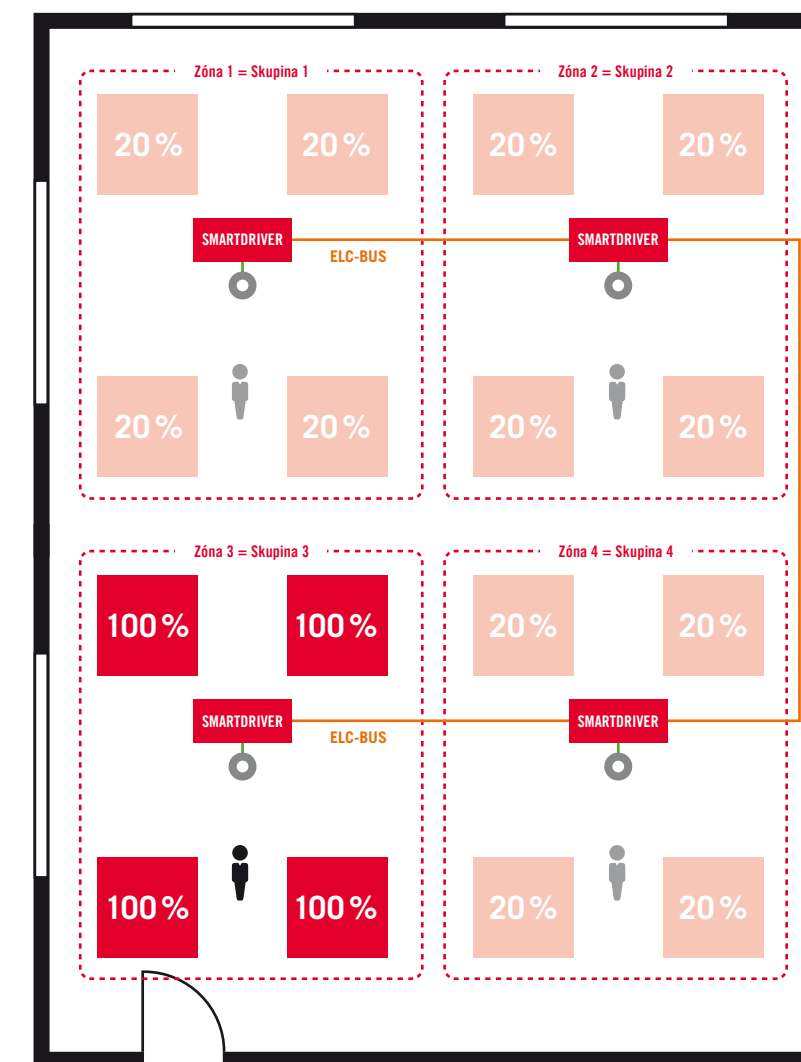 Zóna 1 = Skupina 1
Zóna 2 = Skupina 2
20 %
20 %
20 %
20 %
SMARTDRIVER
SMARTDRIVER
ELC-BUS
20 %
20 %
20 %
20 %
Zóna 3 = Skupina 3
Zóna 4 = Skupina 4
100 %
100 %
20 %
20 %
SMARTDRIVER
SMARTDRIVER
ELC-BUS
100 %
100 %
20 %
20 %